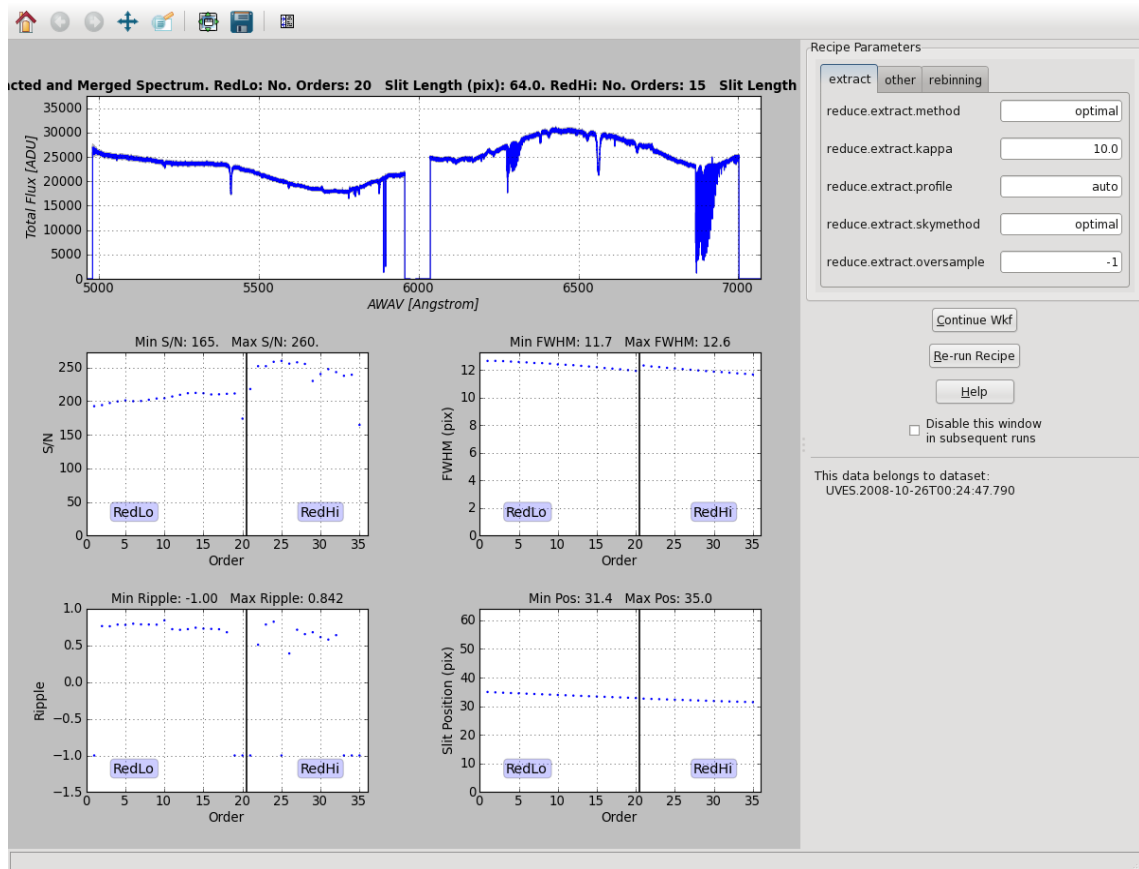 Recipe Parameters
acted and Merged Spectrum. RedLo: No. Orders: 20 Slit Length (pix): 64.0. RedHi: No. Orders: 15 Slit Length
35000
30000
25000
20000
15000
10000
5000
0
Total Flux [ADU]
5000 5500 6000 6500 7000
AWAV [Angstrom]
extract other rebinning
reduce.extract.method optimal
reduce.extract.kappa 10.0
reduce.extract.profile auto
reduce.extract.skymethod optimal
reduce.extract.oversample -1
Continue Wkf
Re-run Recipe
Help
Disable this window
in subsequent runs
This data belongs to dataset:
UVES.2008-10-26T00:24:47.790
Min S/N: 165. Max S/N: 260.
250
200
150
100
50
0
S/N
RedLo RedHi
0 5 10 15 20 25 30 35
Order
Min FWHM: 11.7 Max FWHM: 12.6
12
10
8
6
4
2
0
FWHM (pix)
RedLo RedHi
0 5 10 15 20 25 30 35
Order
Min Ripple: -1.00 Max Ripple: 0.842
1.0
0.5
0.0
−0.5
−1.0
−1.5
Ripple
RedLo RedHi
0 5 10 15 20 25 30 35
Order
Min Pos: 31.4 Max Pos: 35.0
60
50
40
30
20
10
0
Slit Position (pix)
RedLo RedHi
0 5 10 15 20 25 30 35
Order